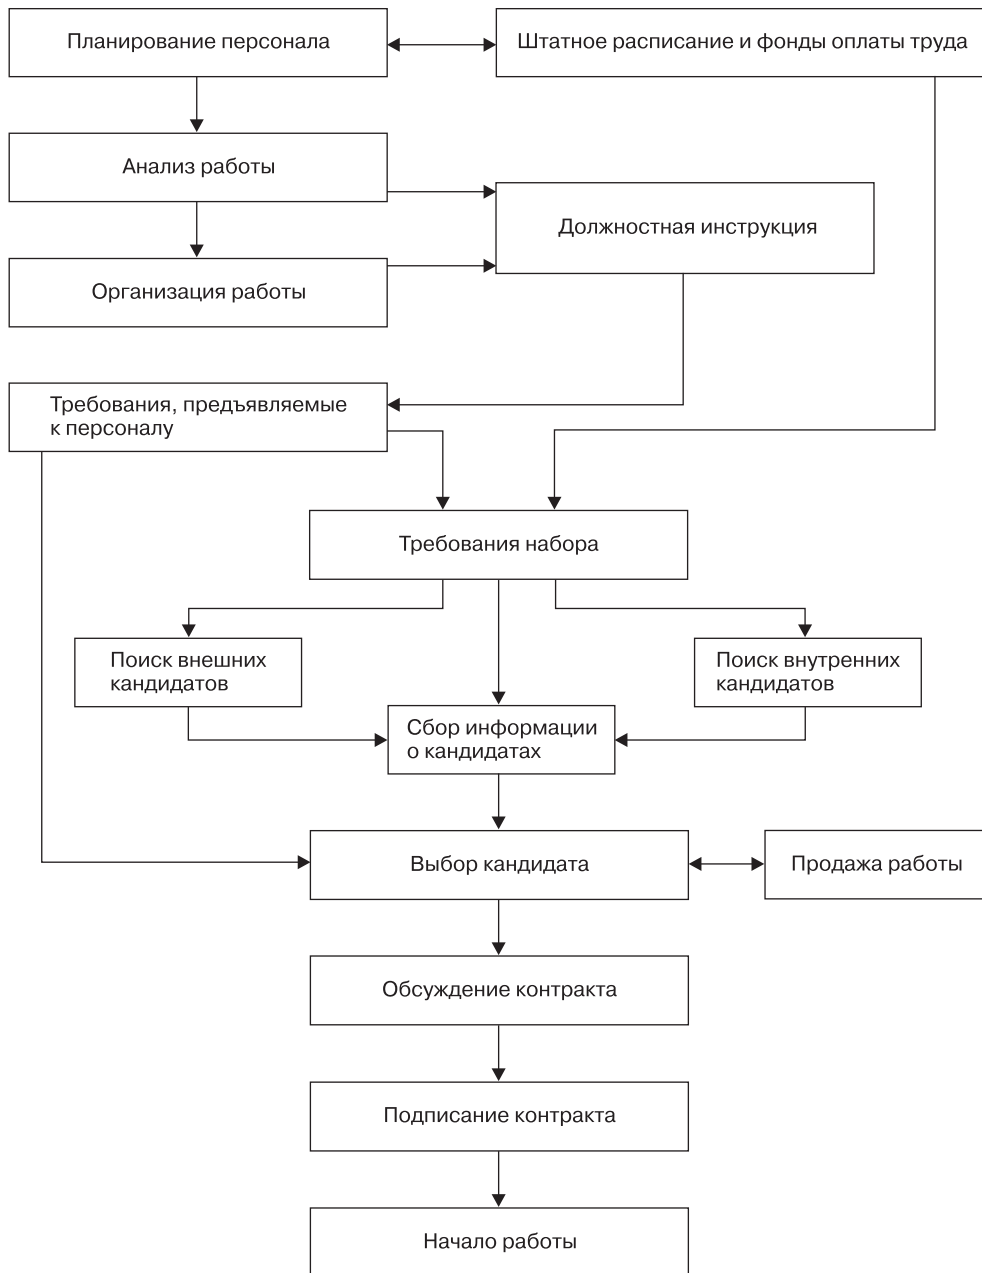 Планирование персонала
Штатное расписание и фонды оплаты труда
Анализ работы
Должностная инструкция
Организация работы
Требования, предъявляемые
к персоналу
Требования набора
Поиск внешних
кандидатов
Поиск внутренних
кандидатов
Сбор информации
о кандидатах
Выбор кандидата
Продажа работы
Обсуждение контракта
Подписание контракта
Начало работы